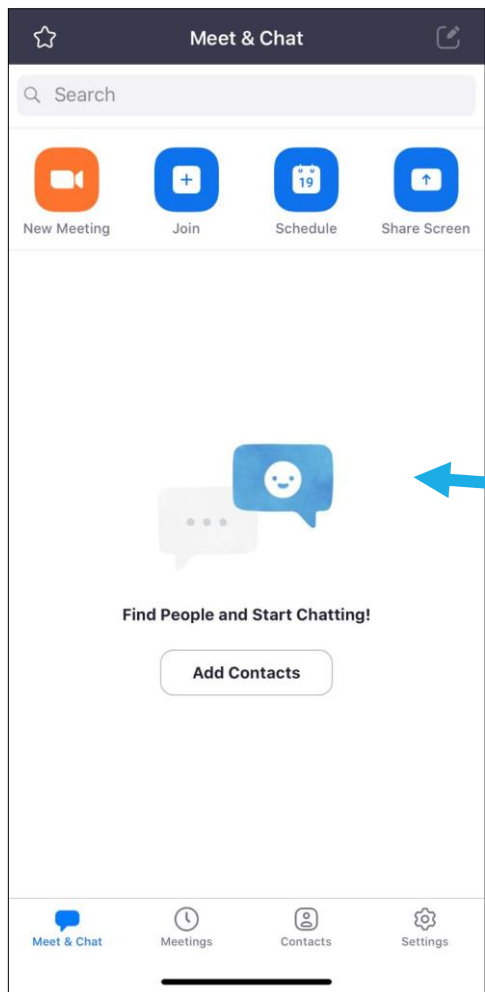 Meet & Chat
Search
19
New Meeting Join Schedule Share Screen
Find People and Start Chatting!
Add Contacts
Meet & Chat Meetings Contacts Settings